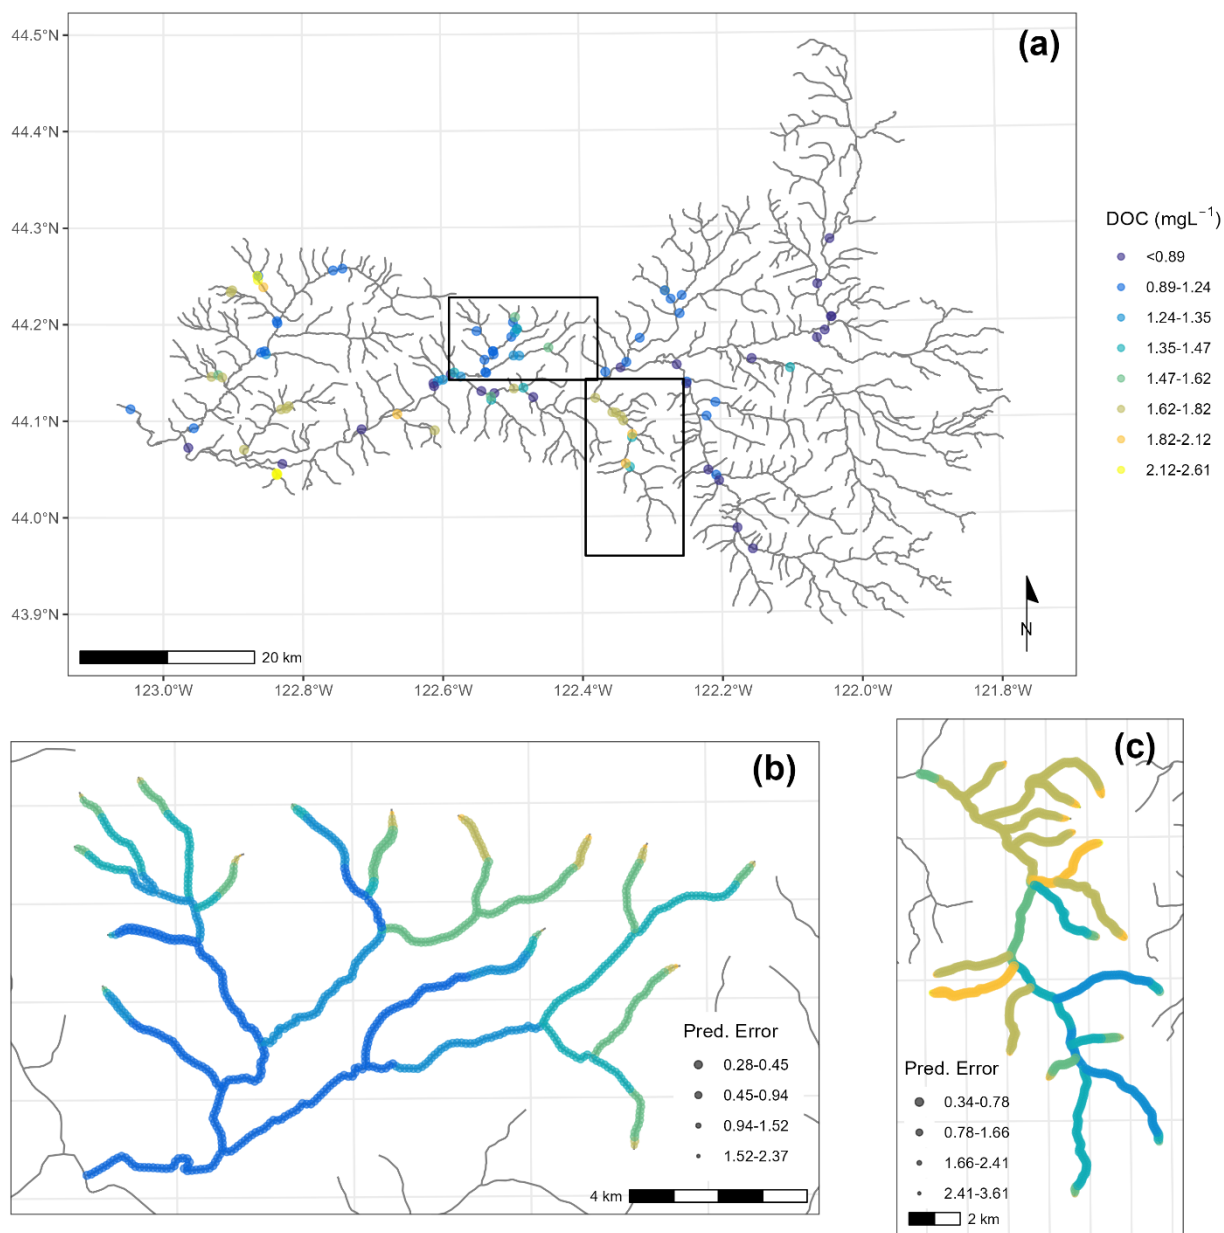 (a)
44.5°N
44.4°N
44.3°N
44.2°N
44.1°N
44.0°N
43.9°N
123.0°W
122.8°W
122.6°W
122.4°W
122.2°W
122.0°W
121.8°W
20 km
N
DOC (mgL⁻¹)
<0.89
0.89-1.24
1.24-1.35
1.35-1.47
1.47-1.62
1.62-1.82
1.82-2.12
2.12-2.61
(b)
Pred. Error
0.28-0.45
0.45-0.94
0.94-1.52
1.52-2.37
4 km
(c)
Pred. Error
0.34-0.78
0.78-1.66
1.66-2.41
2.41-3.61
2 km